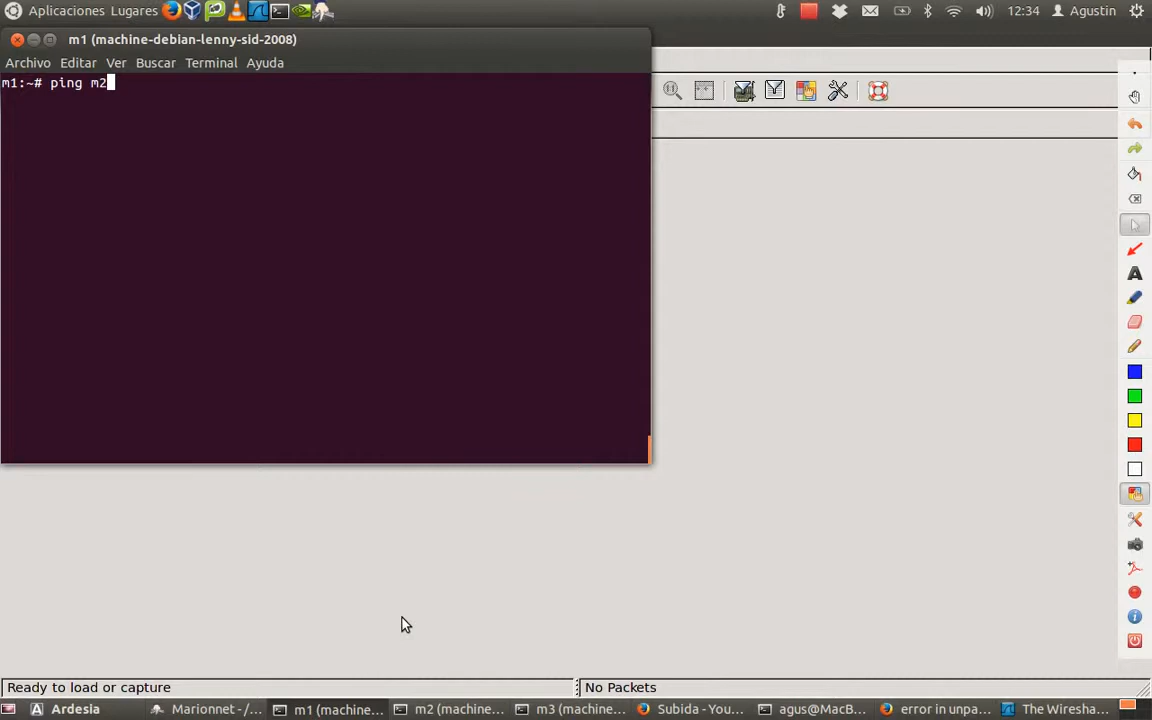 Aplicaciones Lugares 12:34 Agustin
m1 (machine-debian-lenny-sid-2008)
Archivo Editar Ver Buscar Terminal Ayuda
m1:~# ping m2
Ready to load or capture No Packets
Ardesia Marionnet - /... m1 (machine... m2 (machine... m3 (machine... Subida - You... agus@MacB... error in unpa... The Wiresha...